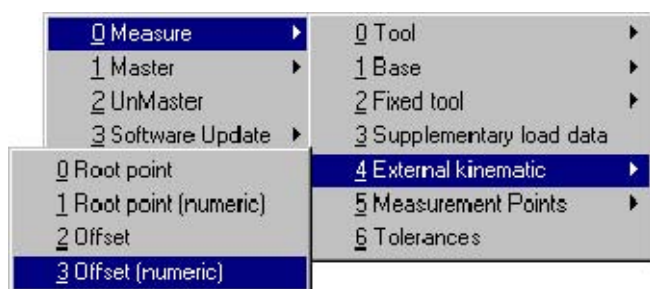 0 Measure
1 Master
2 UnMaster
3 Software Update
0 Tool
1 Base
2 Fixed tool
3 Supplementary load data
4 External kinematic
5 Measurement Points
6 Tolerances
0 Root point
1 Root point (numeric)
2 Offset
3 Offset (numeric)